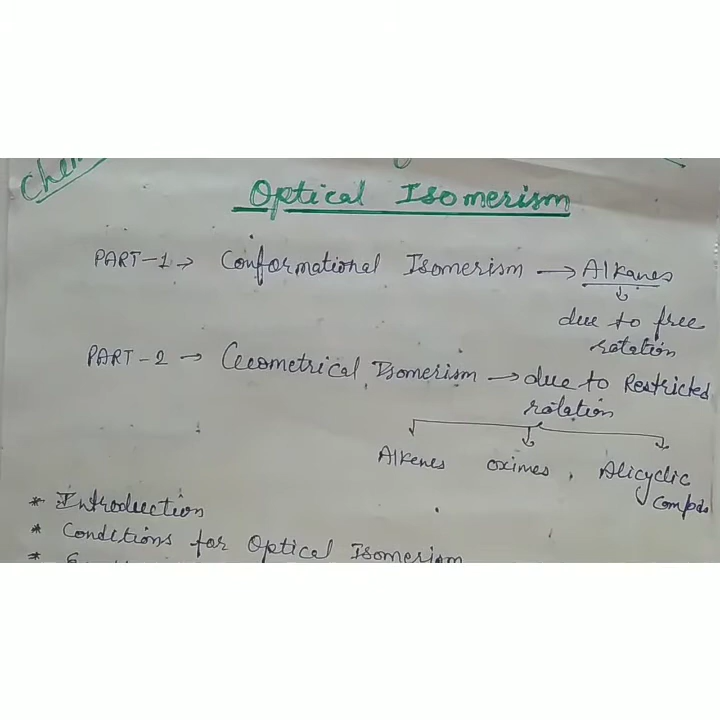 Optical Isomerism
PART-1 → Conformational Isomerism → Alkanes
due to free
rotation
PART-2 → Geometrical Isomerism → due to Restricted
rotation
Alkenes oximes, Alicyclic
Compds
* Introduction
* Conditions for Optical Isomerism
*